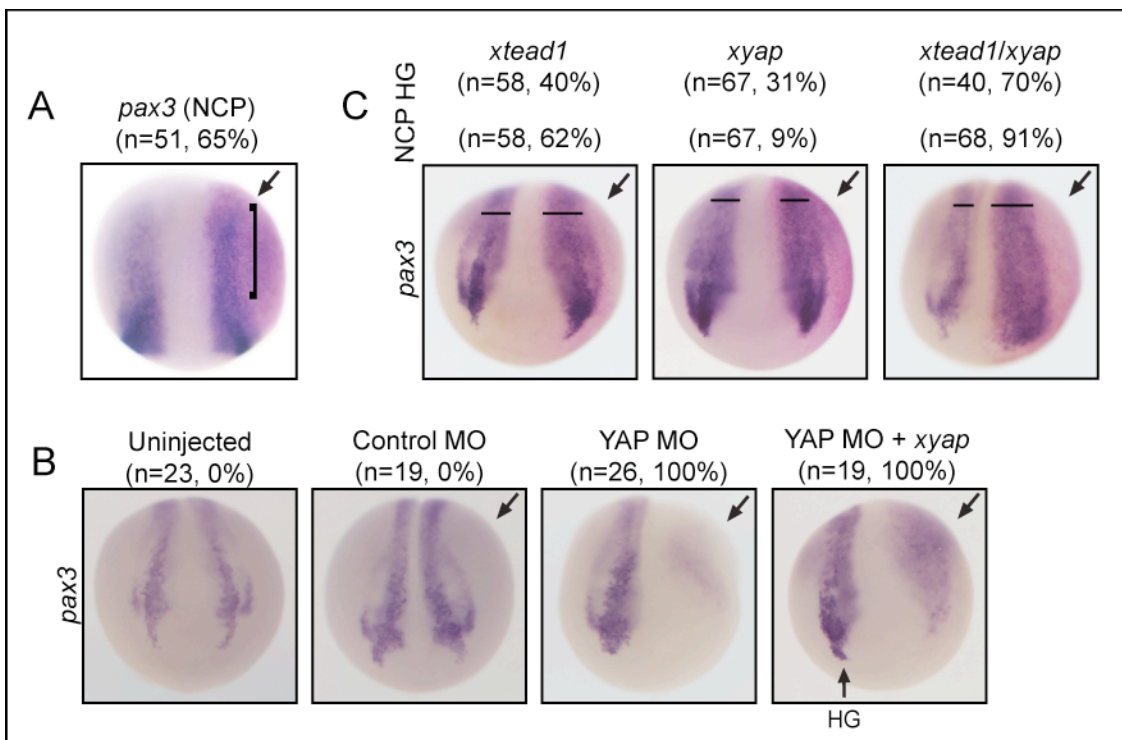 A
pax3 (NCP)
(n=51, 65%)
C
NCP HG
xtead1
(n=58, 40%)
(n=58, 62%)
xyap
(n=67, 31%)
(n=67, 9%)
xtead1/xyap
(n=40, 70%)
(n=68, 91%)
pax3
B
Uninjected
(n=23, 0%)
Control MO
(n=19, 0%)
YAP MO
(n=26, 100%)
YAP MO + xyap
(n=19, 100%)
pax3
HG